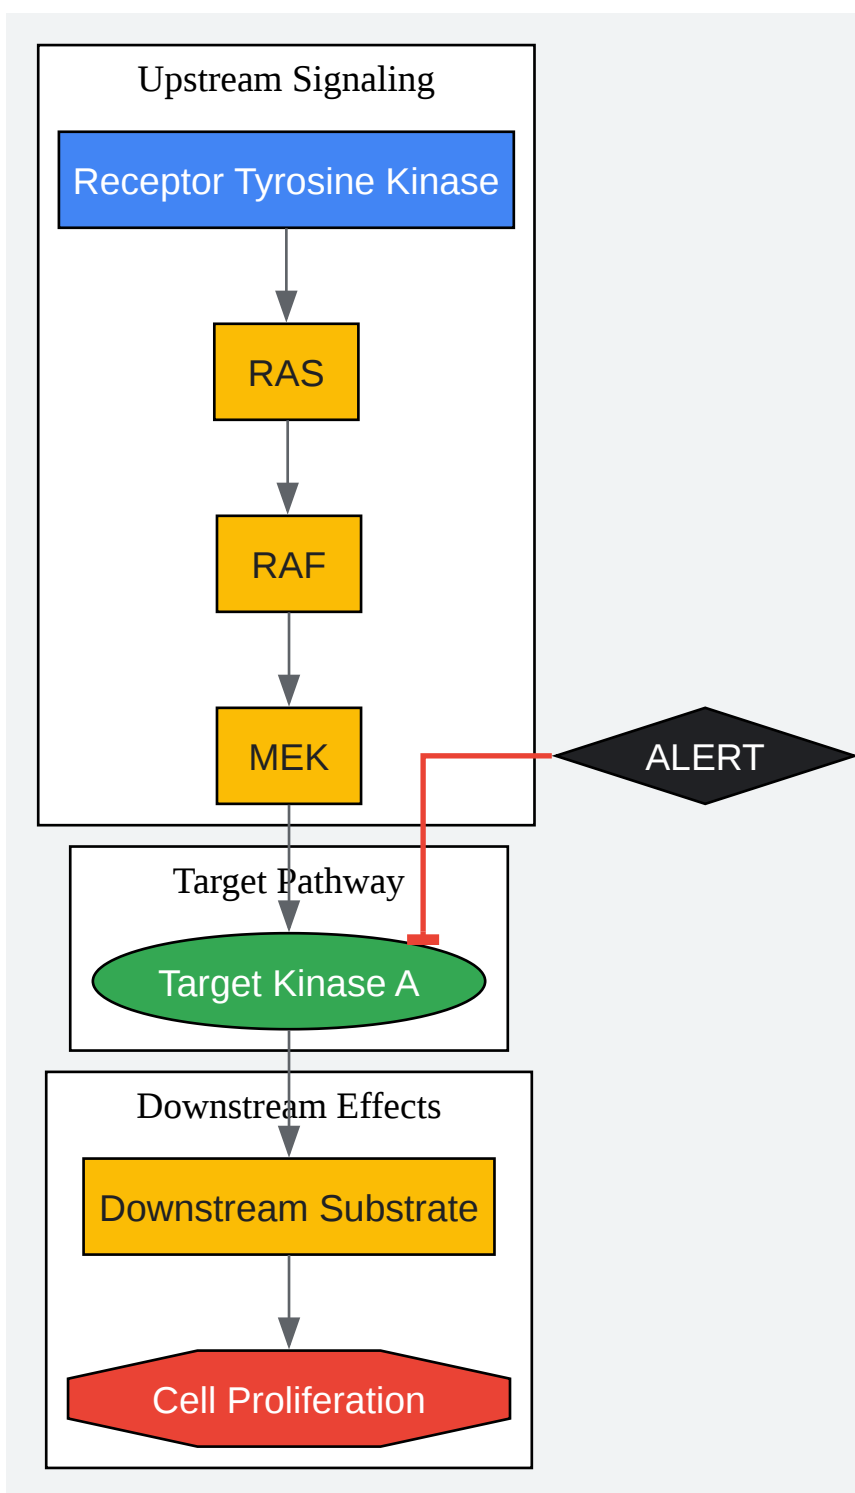 Upstream Signaling
Receptor Tyrosine Kinase
RAS
RAF
MEK
ALERT
Target Pathway
Target Kinase A
Downstream Effects
Downstream Substrate
Cell Proliferation